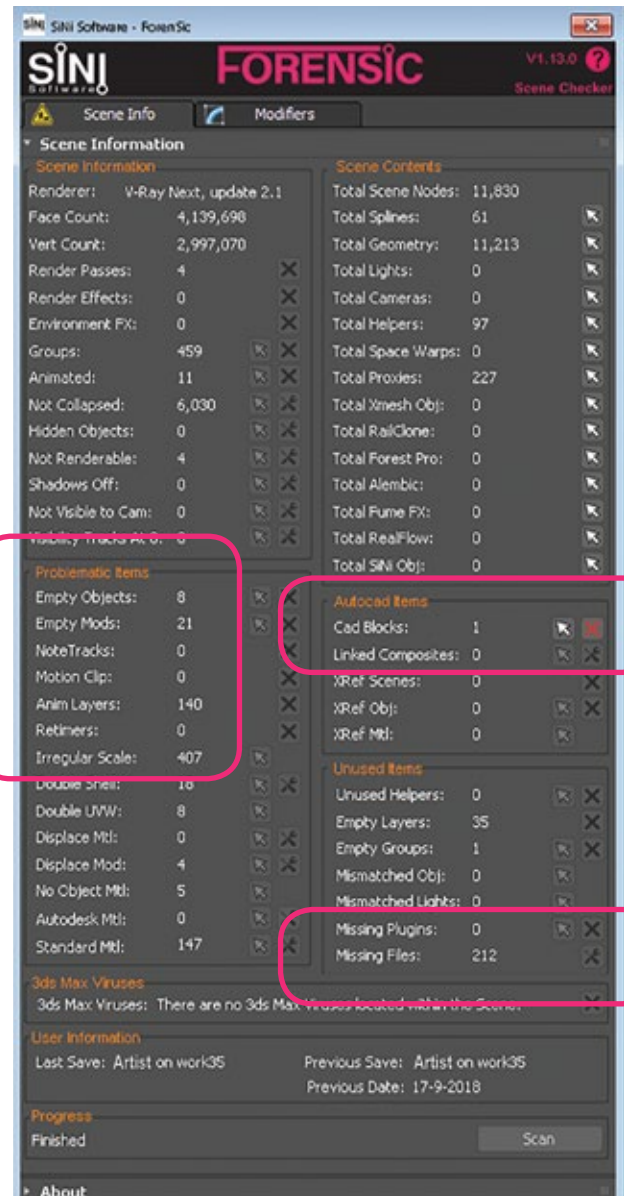 SiNi Software - ForenSic
SiNi
Software
FORENSiC
V1.13.0 ?
Scene Checker
Scene Info
Modifiers
Scene Information
Scene Information
Renderer: V-Ray Next, update 2.1
Face Count: 4,139,698
Vert Count: 2,997,070
Render Passes: 4
Render Effects: 0
Environment FX: 0
Groups: 459
Animated: 11
Not Collapsed: 6,030
Hidden Objects: 0
Not Renderable: 4
Shadows Off: 0
Not Visible to Cam: 0
Visibility Tracks At 0: 0
Problematic Items
Empty Objects: 8
Empty Mods: 21
NoteTracks: 0
Motion Clip: 0
Anim Layers: 140
Retimers: 0
Irregular Scale: 407
Double Shell: 18
Double UVW: 8
Displace Mtl: 0
Displace Mod: 4
No Object Mtl: 5
Autodesk Mtl: 0
Standard Mtl: 147
Scene Contents
Total Scene Nodes: 11,830
Total Splines: 61
Total Geometry: 11,213
Total Lights: 0
Total Cameras: 0
Total Helpers: 97
Total Space Warps: 0
Total Proxies: 227
Total Xmesh Obj: 0
Total RailClone: 0
Total Forest Pro: 0
Total Alembic: 0
Total Fume FX: 0
Total RealFlow: 0
Total SiNi Obj: 0
Autocad Items
Cad Blocks: 1
Linked Composites: 0
XRef Scenes: 0
XRef Obj: 0
XRef Mtl: 0
Unused Items
Unused Helpers: 0
Empty Layers: 35
Empty Groups: 1
Mismatched Obj: 0
Mismatched Lights: 0
Missing Plugins: 0
Missing Files: 212
3ds Max Viruses
3ds Max Viruses: There are no 3ds Max Viruses located within the Scene.
User Information
Last Save: Artist on work35
Previous Save: Artist on work35
Previous Date: 17-9-2018
Progress
Finished
Scan
About